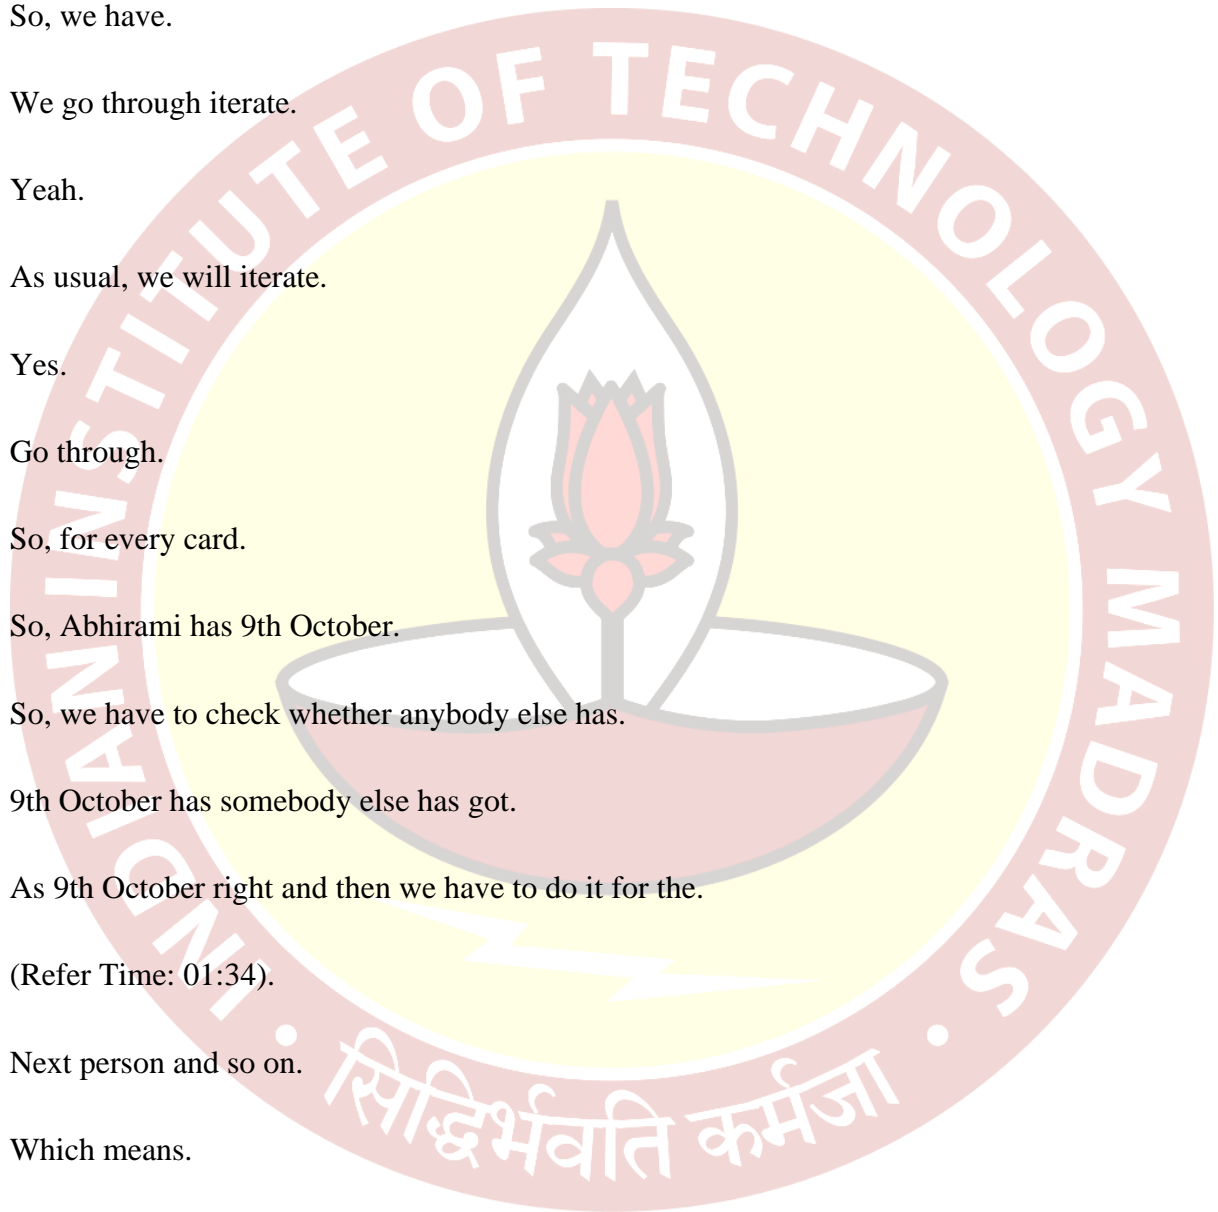 So, we have.
We go through iterate.
Yeah.
As usual, we will iterate.
Yes.
Go through.
So, for every card.
So, Abhirami has 9th October.
So, we have to check whether anybody else has.
9th October has somebody else has got.
As 9th October right and then we have to do it for the.
(Refer Time: 01:34).
Next person and so on.
Which means.
INDIAN INSTITUTE OF TECHNOLOGY MADRAS
सिद्धिर्भवति कर्मजा